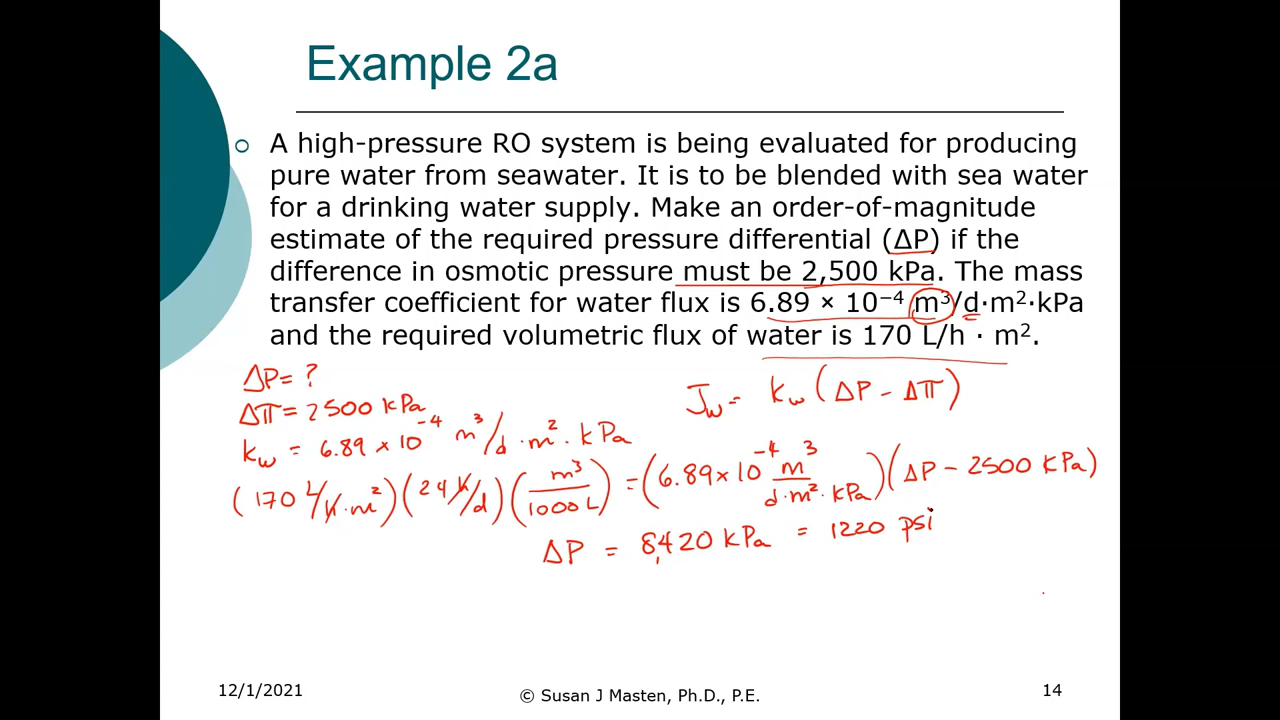 Example 2a
A high-pressure RO system is being evaluated for producing
pure water from seawater. It is to be blended with sea water
for a drinking water supply. Make an order-of-magnitude
estimate of the required pressure differential (ΔP) if the
difference in osmotic pressure must be 2,500 kPa. The mass
transfer coefficient for water flux is 6.89 × 10⁻⁴ m³/d·m²·kPa
and the required volumetric flux of water is 170 L/h · m².
ΔP = ?
Δπ = 2500 kPa
k_w = 6.89 x 10⁻⁴ m³/d · m² · kPa
J_w = k_w (ΔP - Δπ)
(170 L/h · m²)(24 h/d)(m³/1000 L) = (6.89 x 10⁻⁴ m³/d · m² · kPa)(ΔP - 2500 kPa)
ΔP = 8,420 kPa = 1220 psi
12/1/2021
© Susan J Masten, Ph.D., P.E.
14